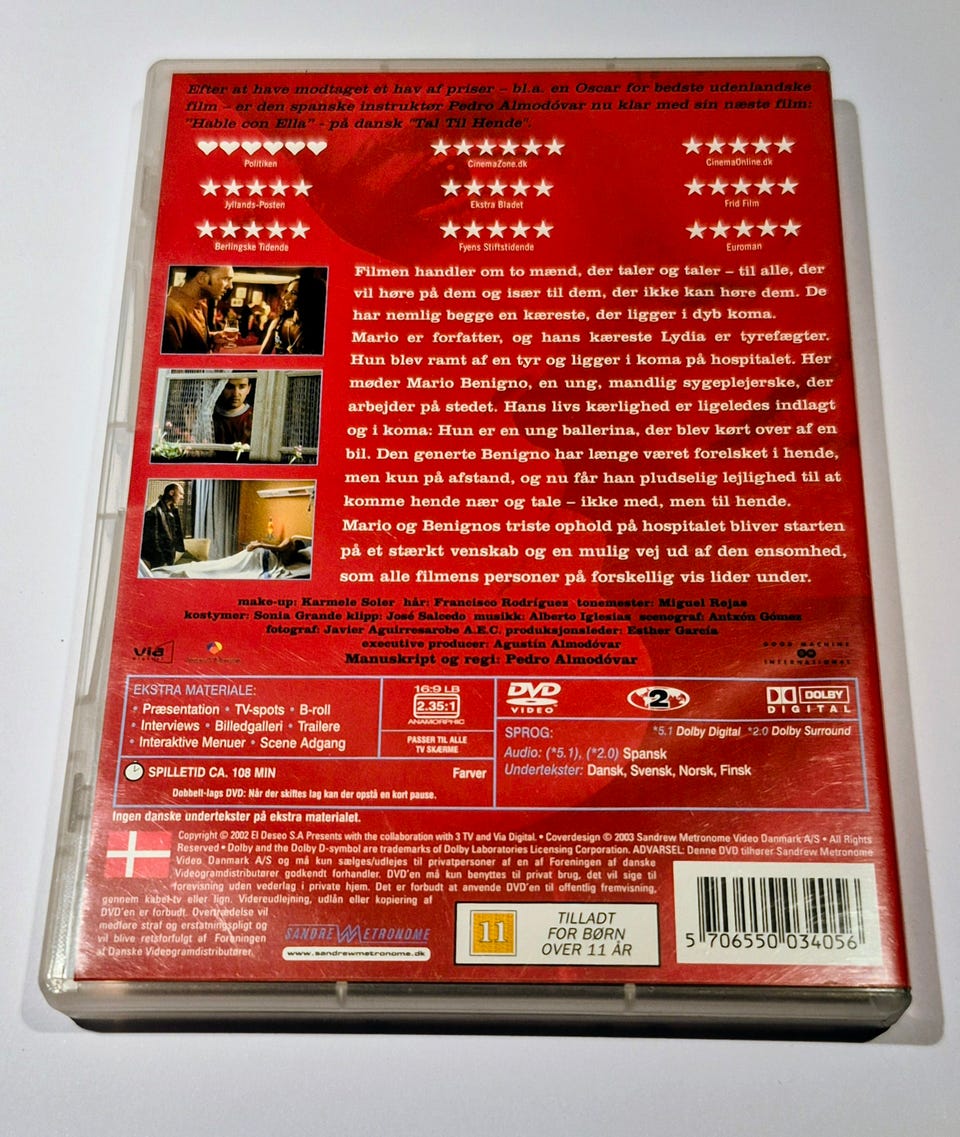 Efter at have modtaget et hav af priser – bl.a. en Oscar for bedste udenlandske
film – er den spanske instruktør Pedro Almodóvar nu klar med sin næste film:
"Hable con Ella" - på dansk "Tal Til Hende".
Politiken
CinemaZone.dk
CinemaOnline.dk
Jyllands-Posten
Ekstra Bladet
Frid Film
Berlingske Tidende
Fyens Stiftstidende
Euroman
Filmen handler om to mænd, der taler og taler – til alle, der
vil høre på dem og især til dem, der ikke kan høre dem. De
har nemlig begge en kæreste, der ligger i dyb koma.
Mario er forfatter, og hans kæreste Lydia er tyrefægter.
Hun blev ramt af en tyr og ligger i koma på hospitalet. Her
møder Mario Benigno, en ung, mandlig sygeplejerske, der
arbejder på stedet. Hans livs kærlighed er ligeledes indlagt
og i koma: Hun er en ung ballerina, der blev kørt over af en
bil. Den generte Benigno har længe været forelsket i hende,
men kun på afstand, og nu får han pludselig lejlighed til at
komme hende nær og tale – ikke med, men til hende.
Mario og Benignos triste ophold på hospitalet bliver starten
på et stærkt venskab og en mulig vej ud af den ensomhed,
som alle filmens personer på forskellig vis lider under.
make-up: Karmele Soler hår: Francisco Rodríguez tonemester: Miguel Rejas
kostymer: Sonia Grande klipp: José Salcedo musikk: Alberto Iglesias scenograf: Antxón Gómez
fotograf: Javier Aguirresarobe A.E.C. produksjonsleder: Esther García
executive producer: Agustín Almodóvar
Manuskript og regi: Pedro Almodóvar
via
GOOD MACHINE
INTERNATIONAL
EKSTRA MATERIALE:
• Præsentation • TV-spots • B-roll
• Interviews • Billedgalleri • Trailere
• Interaktive Menuer • Scene Adgang
16:9 LB
2.35:1
ANAMORPHIC
PASSER TIL ALLE
TV SKÆRME
SPILLETID CA. 108 MIN
Farver
Dobbelt-lags DVD: Når der skiftes lag kan der opstå en kort pause.
DVD
VIDEO
2
DOLBY
DIGITAL
SPROG:
*5.1 Dolby Digital *2.0 Dolby Surround
Audio: (*5.1), (*2.0) Spansk
Undertekster: Dansk, Svensk, Norsk, Finsk
Ingen danske undertekster på ekstra materialet.
Copyright © 2002 El Deseo S.A Presents with the collaboration with 3 TV and Via Digital. • Coverdesign © 2003 Sandrew Metronome Video Danmark A/S • All Rights
Reserved • Dolby and the Dolby D-symbol are trademarks of Dolby Laboratories Licensing Corporation. ADVARSEL: Denne DVD tilhører Sandrew Metronome
Video Danmark A/S og må kun sælges/udlejes til privatpersoner af en af Foreningen af danske
Videogramdistributører godkendt forhandler. DVD'en må kun benyttes til privat brug, det vil sige til
forevisning uden vederlag i private hjem. Det er forbudt at anvende DVD'en til offentlig fremvisning,
gennem kabel-tv eller lign. Videreudlejning, udlån eller kopiering af
DVD'en er forbudt. Overtrædelse vil
medføre straf og erstatningspligt og
vil blive retsforfulgt af Foreningen
af Danske Videogramdistributører.
SANDREW METRONOME
www.sandrewmetronome.dk
11
TILLADT
FOR BØRN
OVER 11 ÅR
5 706550 034056